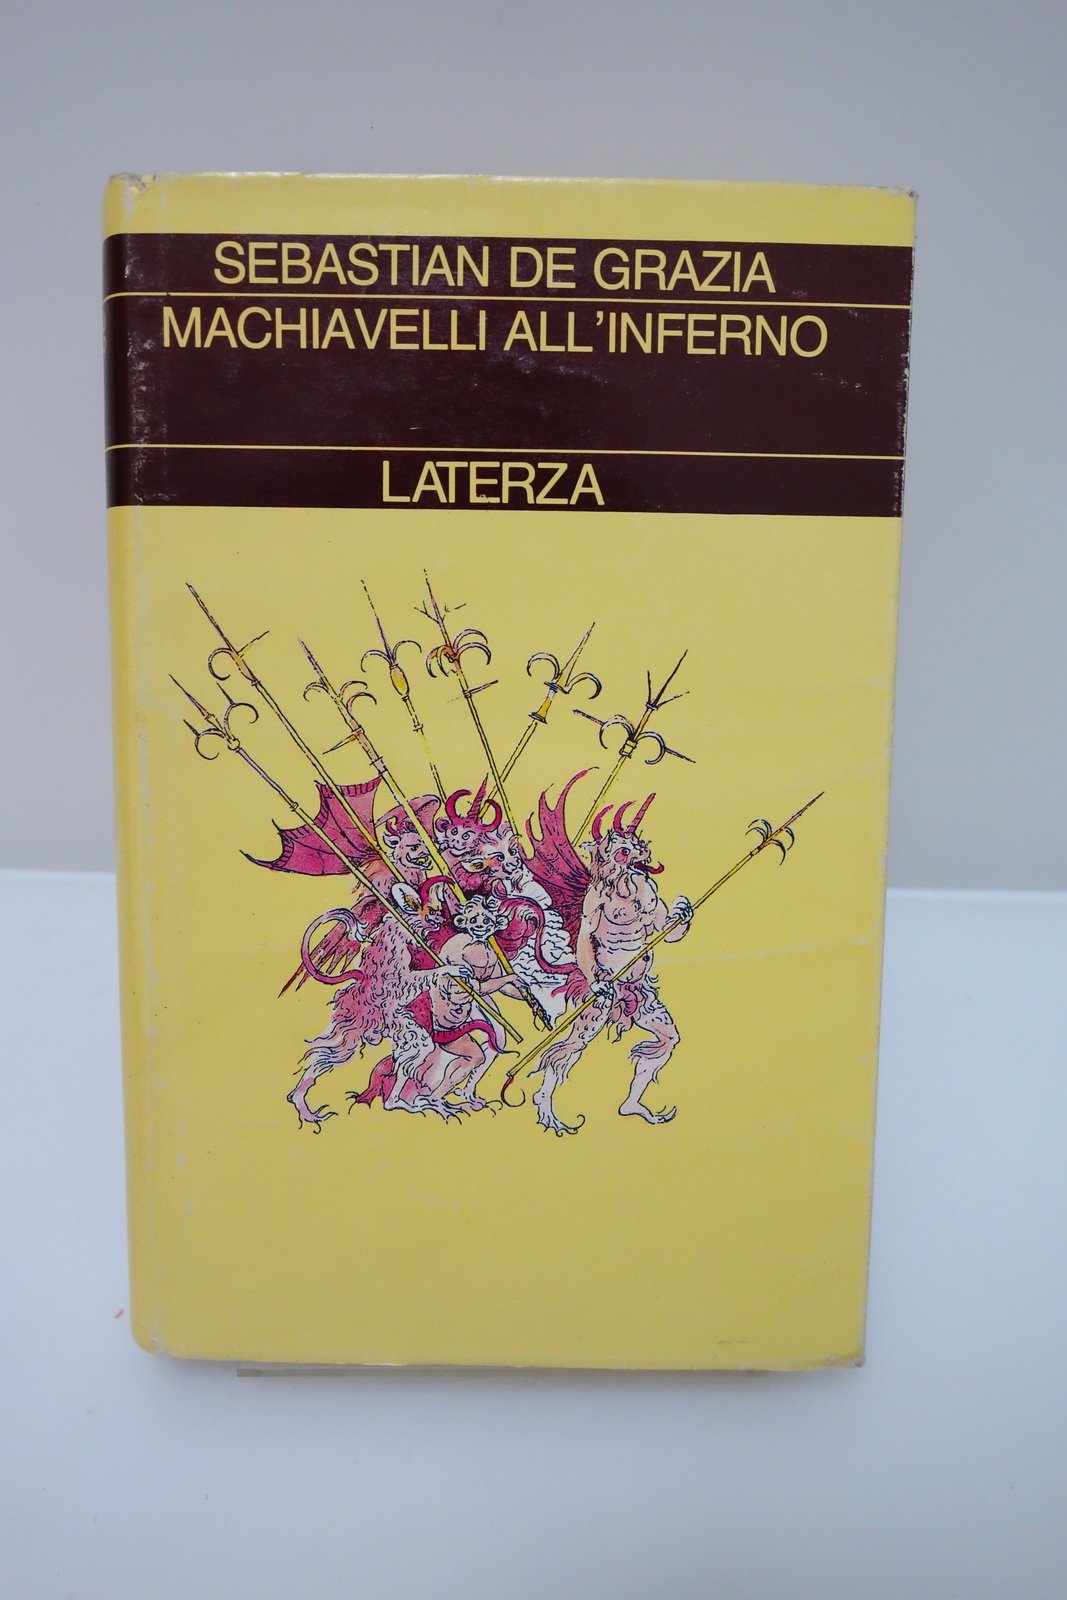 SEBASTIAN DE GRAZIA
MACHIAVELLI ALL'INFERNO
LATERZA